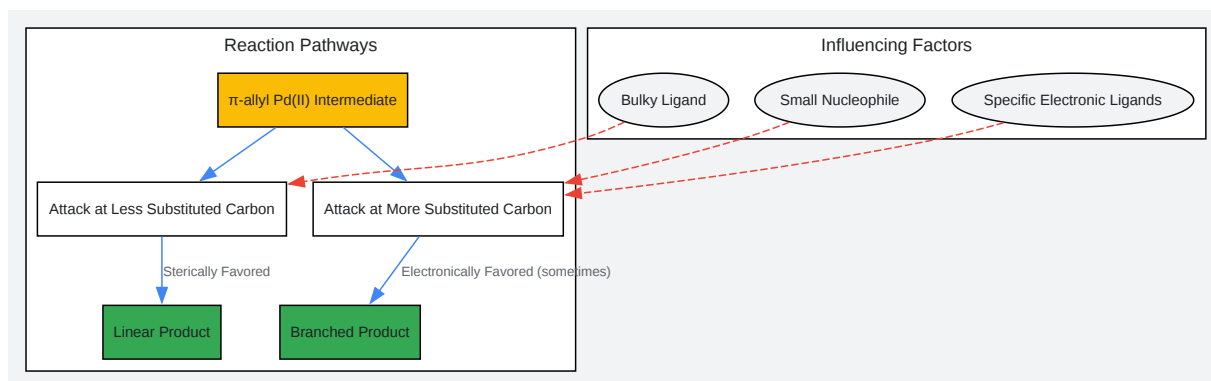 Reaction Pathways
Influencing Factors
π-allyl Pd(II) Intermediate
Bulky Ligand
Small Nucleophile
Specific Electronic Ligands
Attack at Less Substituted Carbon
Attack at More Substituted Carbon
Sterically Favored
Electronically Favored (sometimes)
Linear Product
Branched Product